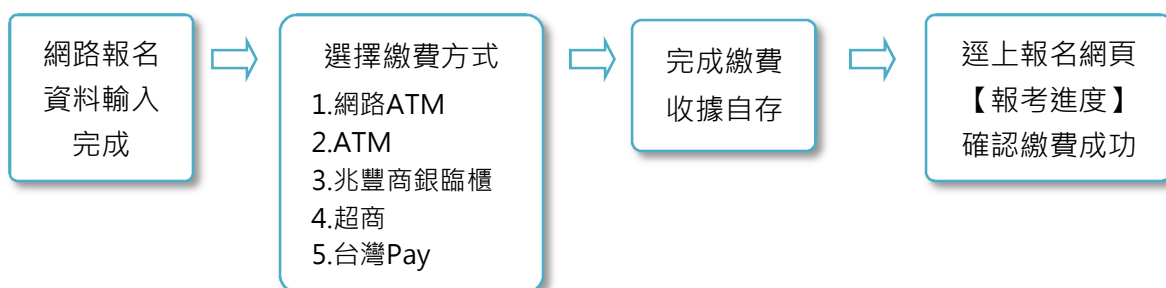 網路報名
資料輸入
完成
選擇繳費方式
1.網路ATM
2.ATM
3.兆豐商銀臨櫃
4.超商
5.台灣Pay
完成繳費
收據自存
逕上報名網頁
【報考進度】
確認繳費成功